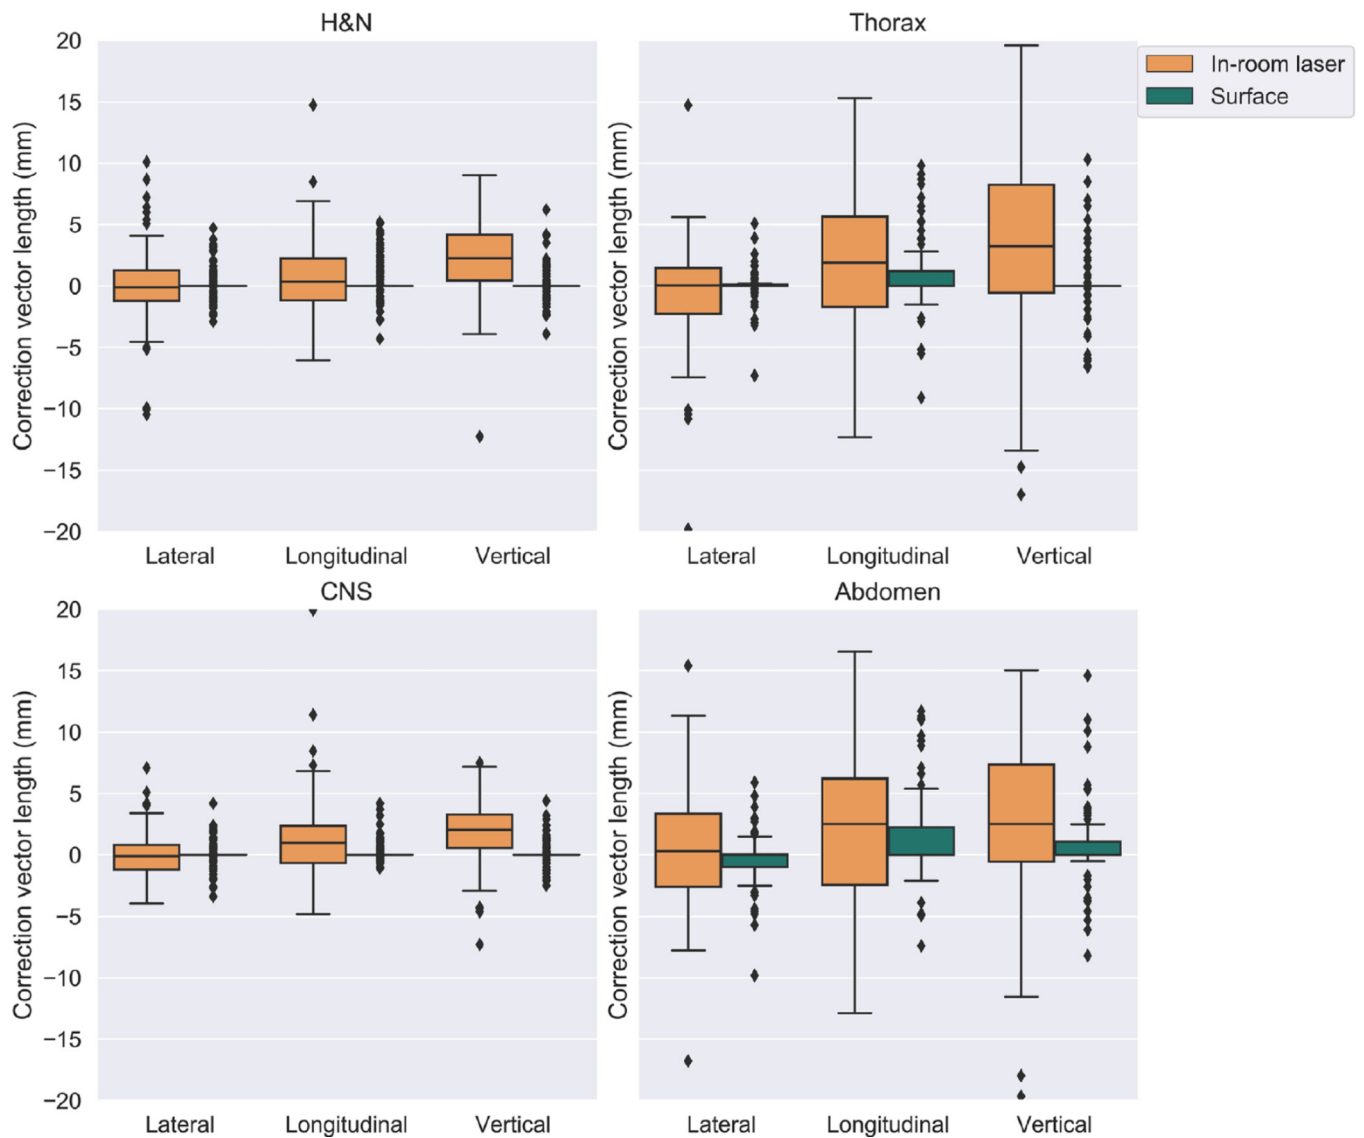 H&N
Thorax
20
15
10
5
0
−5
−10
−15
−20
Correction vector length (mm)
Correction vector length (mm)
In-room laser
Surface
Lateral
Longitudinal
Vertical
Lateral
Longitudinal
Vertical
CNS
Abdomen
20
15
10
5
0
−5
−10
−15
−20
Correction vector length (mm)
Correction vector length (mm)
Lateral
Longitudinal
Vertical
Lateral
Longitudinal
Vertical